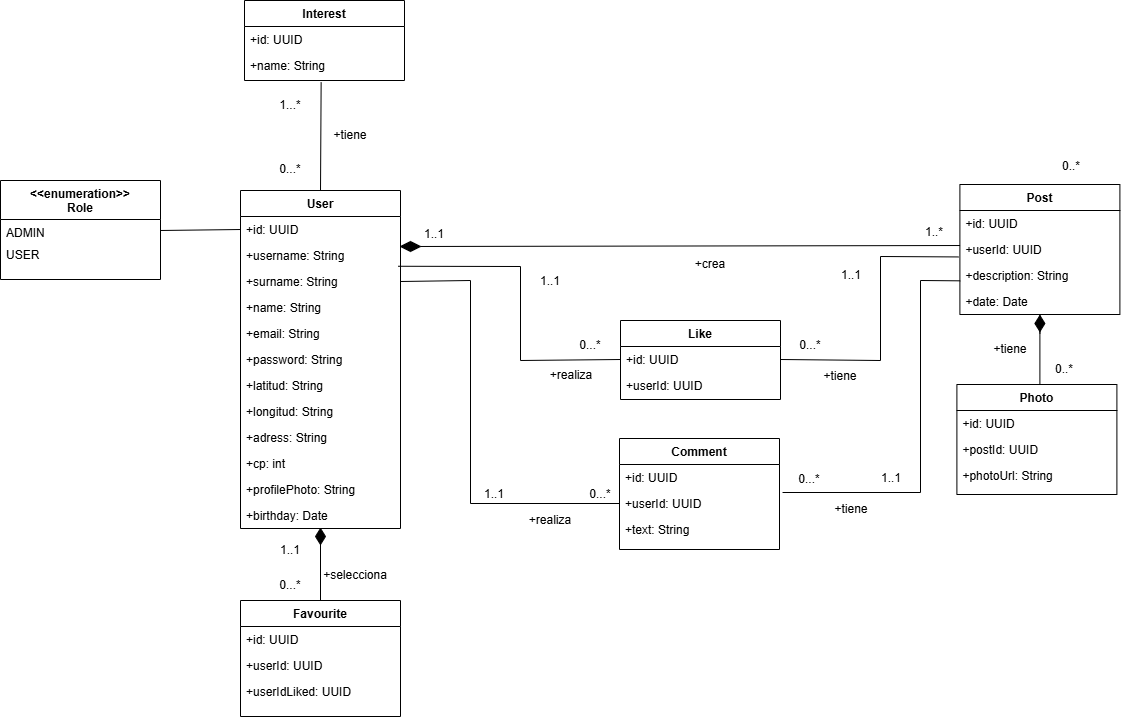 Interest
+id: UUID
+name: String
1...*
+tiene
0...*
<<enumeration>>
Role
ADMIN
USER
User
+id: UUID
+username: String
+surname: String
+name: String
+email: String
+password: String
+latitud: String
+longitud: String
+adress: String
+cp: int
+profilePhoto: String
+birthday: Date
1..1
+crea
1..*
0..*
Post
+id: UUID
+userId: UUID
+description: String
+date: Date
1..1
0...*
+realiza
Like
+id: UUID
+userId: UUID
0...*
+tiene
1..1
+tiene
0..*
Photo
+id: UUID
+postId: UUID
+photoUrl: String
1..1
0...*
+realiza
Comment
+id: UUID
+userId: UUID
+text: String
0...*
+tiene
1..1
1..1
+selecciona
0...*
Favourite
+id: UUID
+userId: UUID
+userIdLiked: UUID